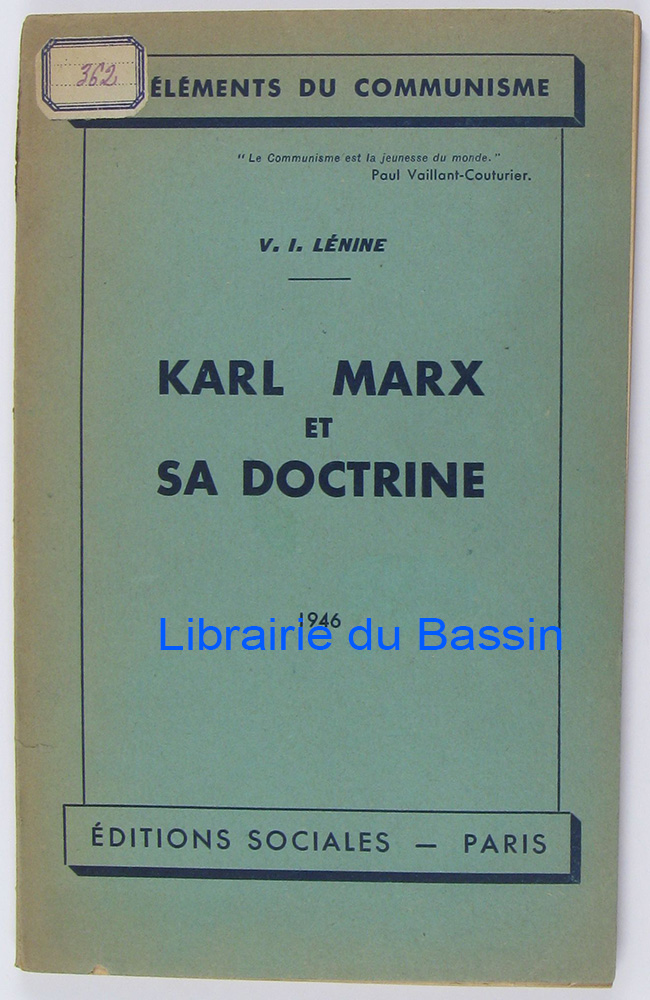 362
ÉLÉMENTS DU COMMUNISME
" Le Communisme est la jeunesse du monde. "
Paul Vaillant-Couturier.
V. I. LÉNINE
KARL MARX
ET
SA DOCTRINE
1946
Librairie du Bassin
ÉDITIONS SOCIALES — PARIS